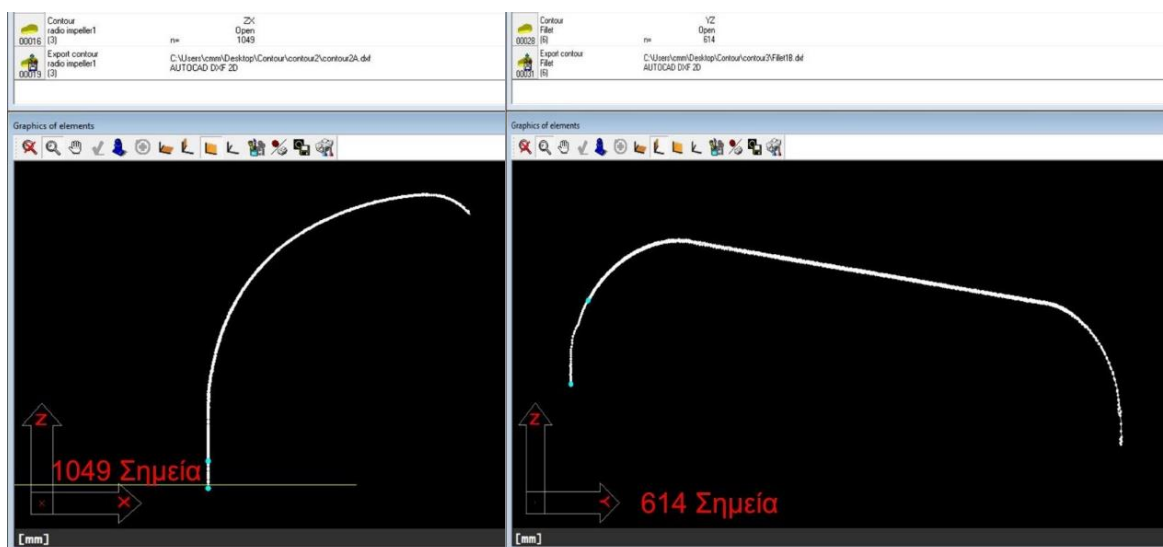 Contour ZX
radio impeller1 Open
00016 (3) n= 1049
Export contour C:\Users\cmm\Desktop\Contour\contour2\contour2A.dxf
radio impeller1 AUTOCAD DXF 2D
00019 (3)
Graphics of elements
Z
X
1049 Σημεία
[mm]
Contour YZ
Fillet Open
00028 (6) n= 614
Export contour C:\Users\cmm\Desktop\Contour\contour3\Fillet1B.dxf
Fillet AUTOCAD DXF 2D
00031 (6)
Graphics of elements
Z
Y
614 Σημεία
[mm]